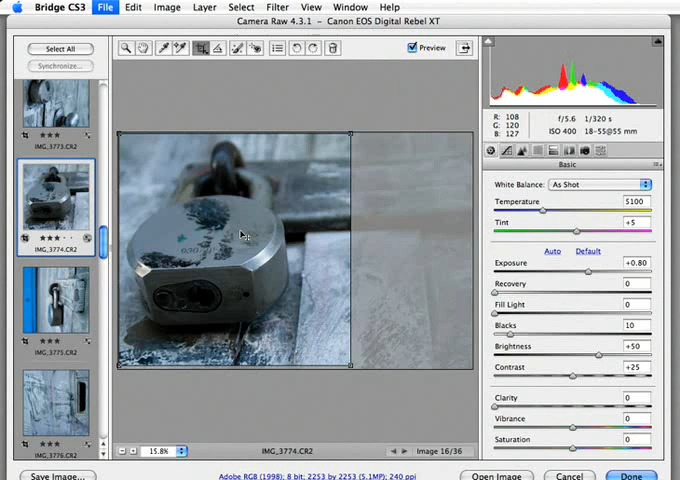 Bridge CS3 File Edit Image Layer Select Filter View Window Help
Camera Raw 4.3.1 – Canon EOS Digital Rebel XT
Select All
Synchronize...
Preview
IMG_3773.CR2
IMG_3774.CR2
IMG_3775.CR2
IMG_3776.CR2
R: 108
G: 120
B: 127
f/5.6 1/320 s
ISO 400 18–55@55 mm
Basic
White Balance: As Shot
Temperature 5100
Tint +5
Auto Default
Exposure +0.80
Recovery 0
Fill Light 0
Blacks 10
Brightness +50
Contrast +25
Clarity 0
Vibrance 0
Saturation 0
15.8%
IMG_3774.CR2
Image 16/36
Save Image...
Adobe RGB (1998); 8 bit; 2253 by 2253 (5.1MP); 240 ppi
Open Image
Cancel
Done